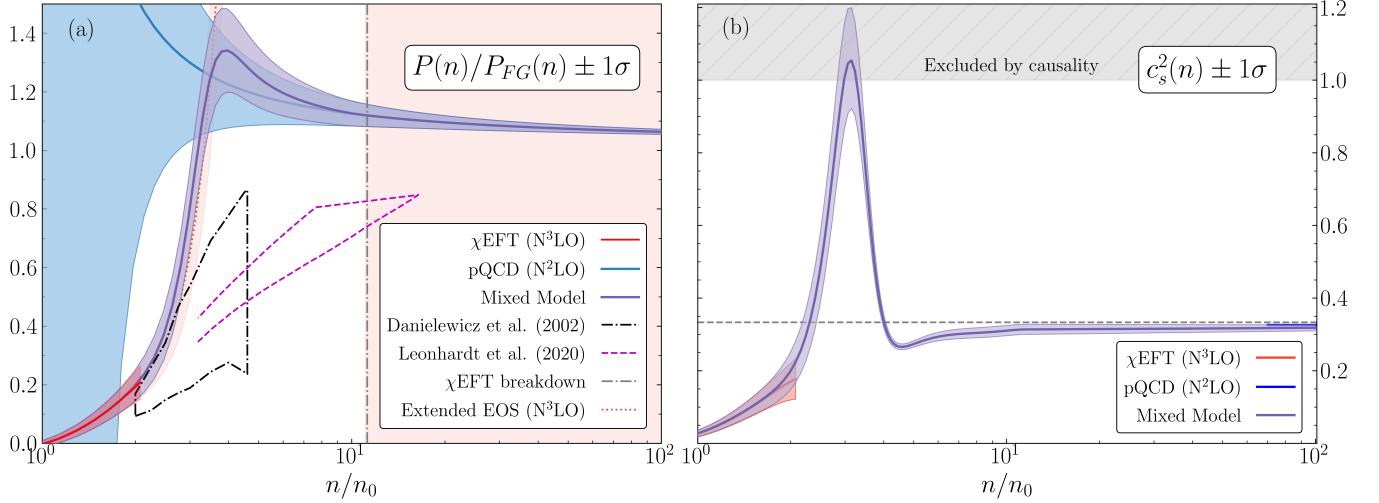 (a)
P(n)/P_{FG}(n) ± 1σ
1.4
1.2
1.0
0.8
0.6
0.4
0.2
0.0
χEFT (N³LO)
pQCD (N²LO)
Mixed Model
Danielewicz et al. (2002)
Leonhardt et al. (2020)
χEFT breakdown
Extended EOS (N³LO)
10⁰ 10¹ 10²
n/n₀
(b)
Excluded by causality
c_s²(n) ± 1σ
1.2
1.0
0.8
0.6
0.4
0.2
χEFT (N³LO)
pQCD (N²LO)
Mixed Model
10⁰ 10¹ 10²
n/n₀